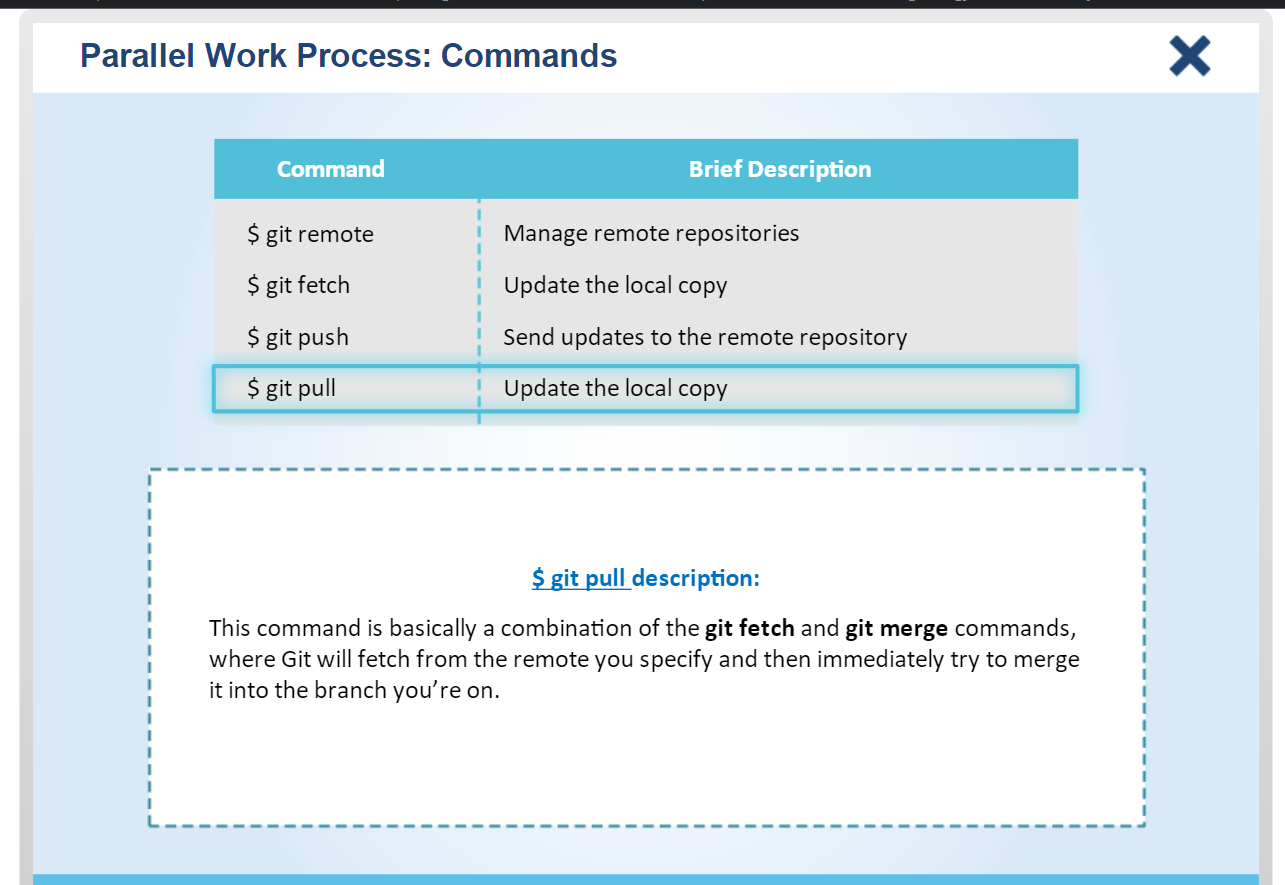 Parallel Work Process: Commands
Command Brief Description
$ git remote Manage remote repositories
$ git fetch Update the local copy
$ git push Send updates to the remote repository
$ git pull Update the local copy
$ git pull description:
This command is basically a combination of the git fetch and git merge commands,
where Git will fetch from the remote you specify and then immediately try to merge
it into the branch you’re on.